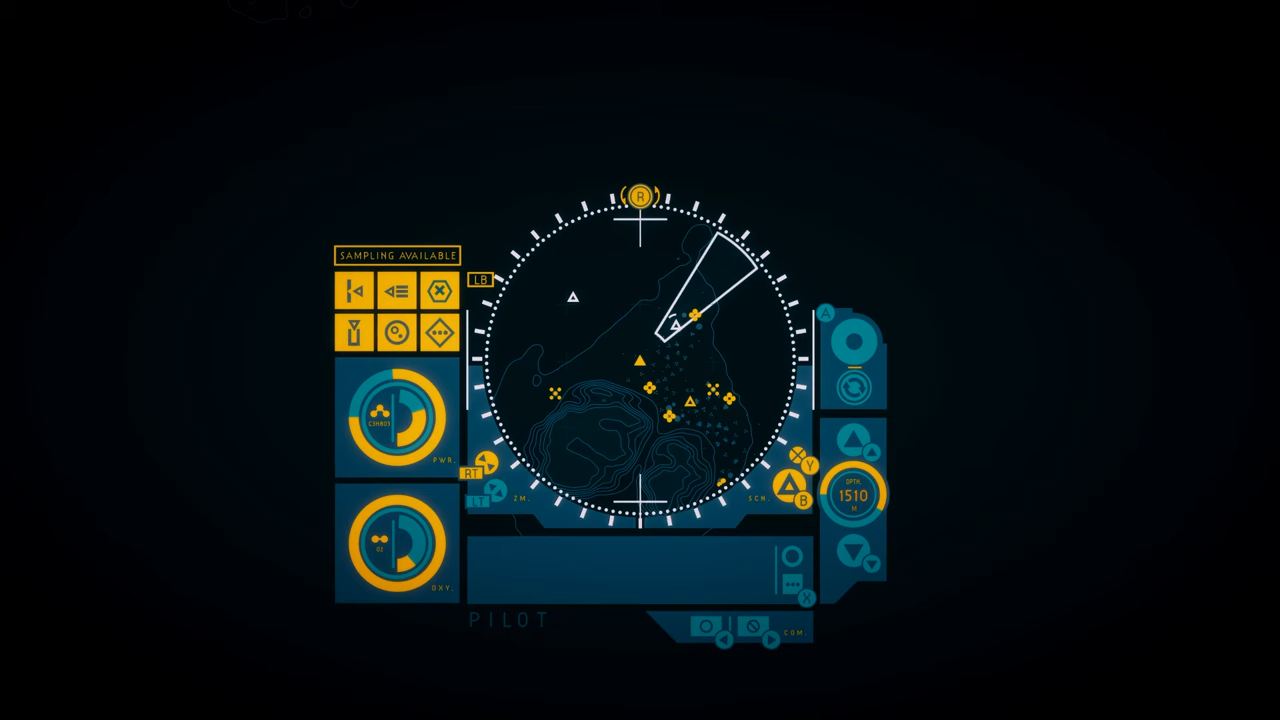 R
SAMPLING AVAILABLE
LB
A
C3H8O3
PWR.
RT
LT
ZM.
SCN.
Y
B
DPTH.
1510
M
O2
OXY.
X
PILOT
COM.